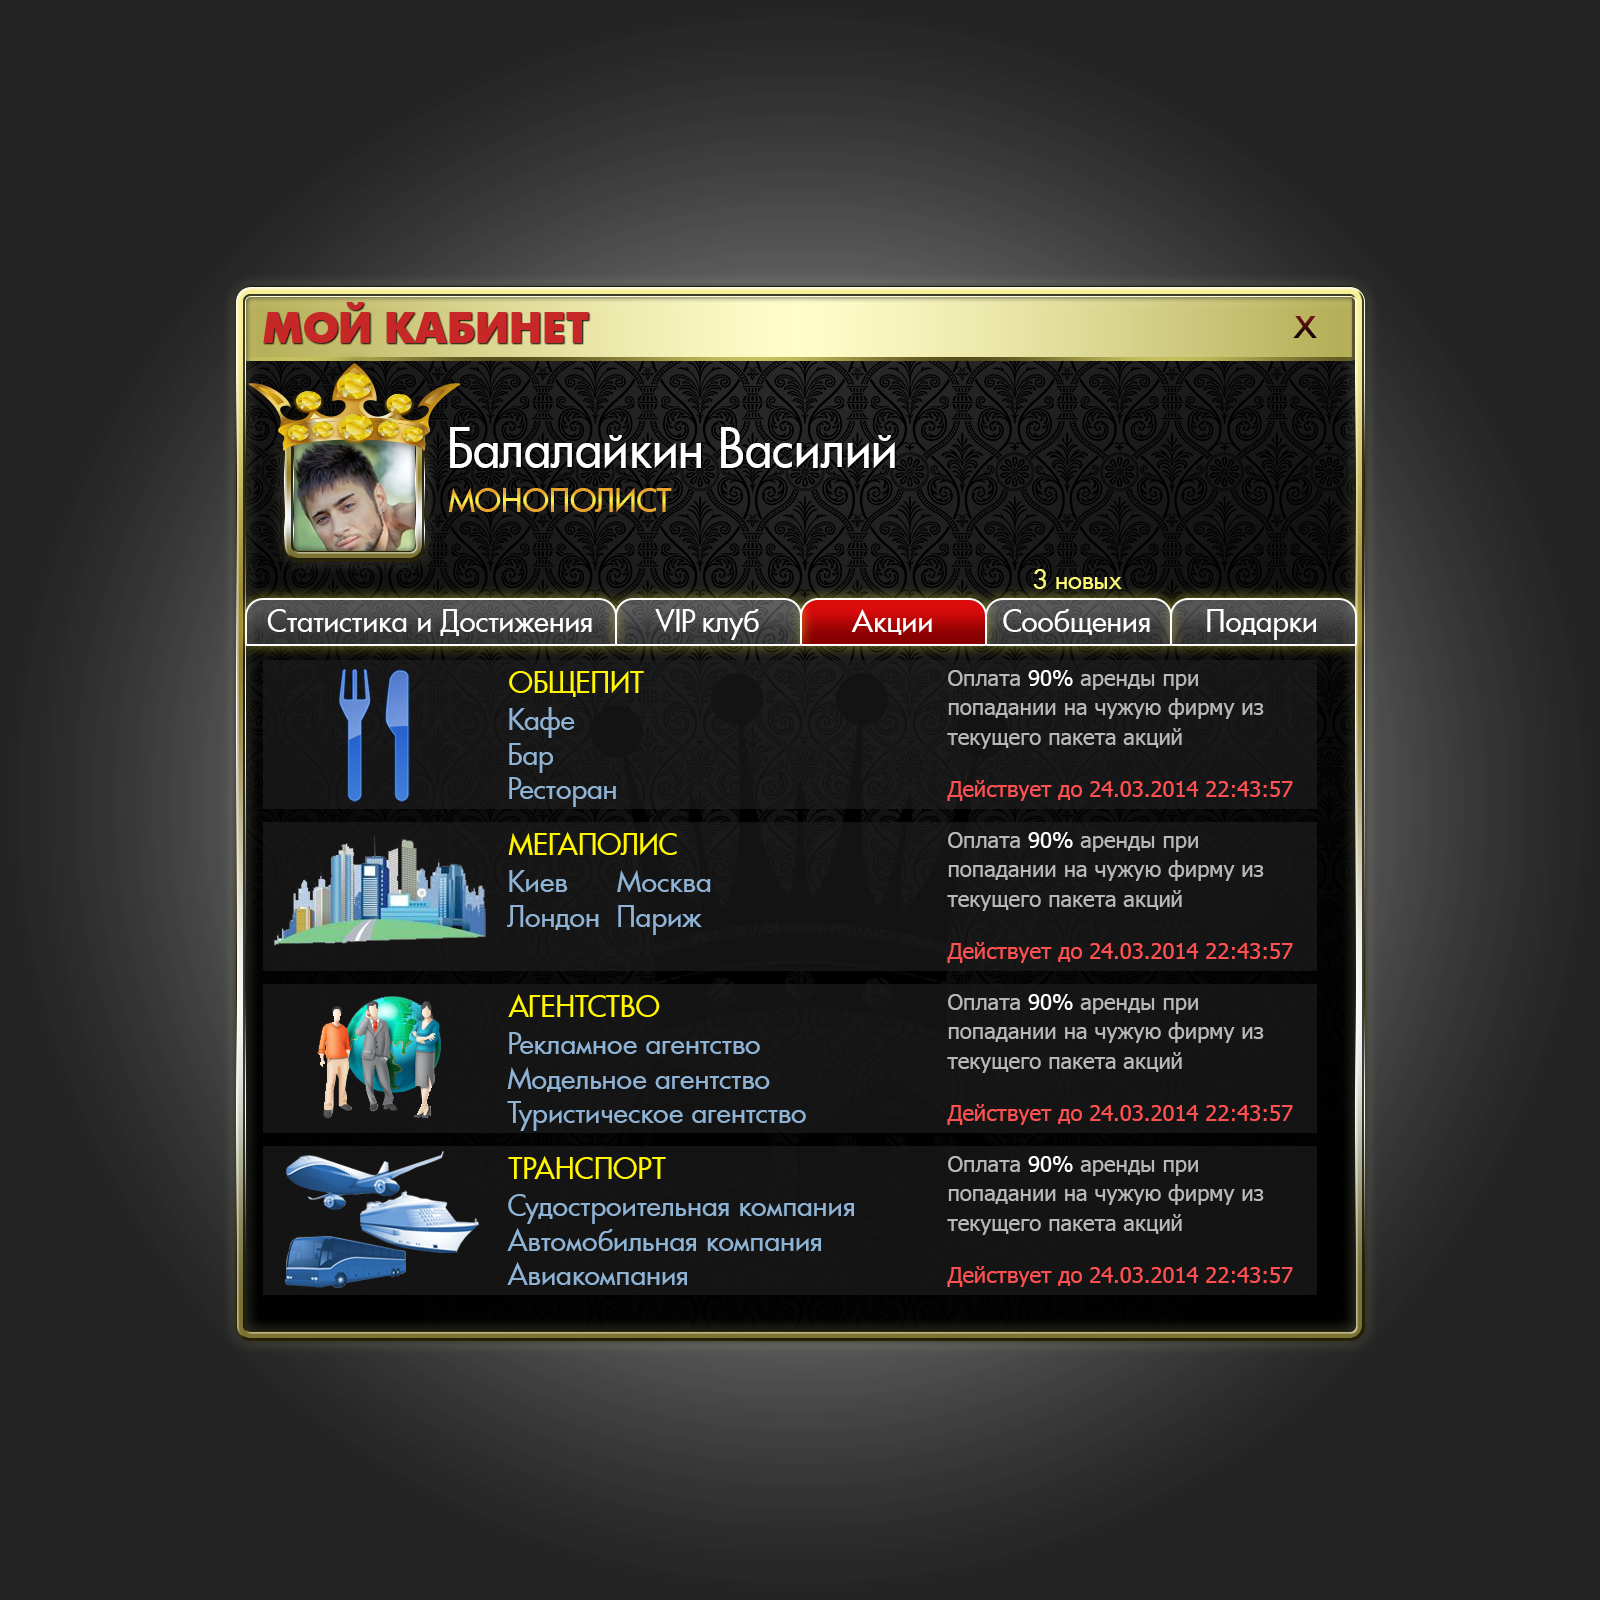 МОЙ КАБИНЕТ
X
Балалайкин Василий
МОНОПОЛИСТ
3 новых
Статистика и Достижения
VIP клуб
Акции
Сообщения
Подарки
ОБЩЕПИТ
Кафе
Бар
Ресторан
Оплата 90% аренды при
попадании на чужую фирму из
текущего пакета акций
Действует до 24.03.2014 22:43:57
МЕГАПОЛИС
Киев Москва
Лондон Париж
Оплата 90% аренды при
попадании на чужую фирму из
текущего пакета акций
Действует до 24.03.2014 22:43:57
АГЕНТСТВО
Рекламное агентство
Модельное агентство
Туристическое агентство
Оплата 90% аренды при
попадании на чужую фирму из
текущего пакета акций
Действует до 24.03.2014 22:43:57
ТРАНСПОРТ
Судостроительная компания
Автомобильная компания
Авиакомпания
Оплата 90% аренды при
попадании на чужую фирму из
текущего пакета акций
Действует до 24.03.2014 22:43:57